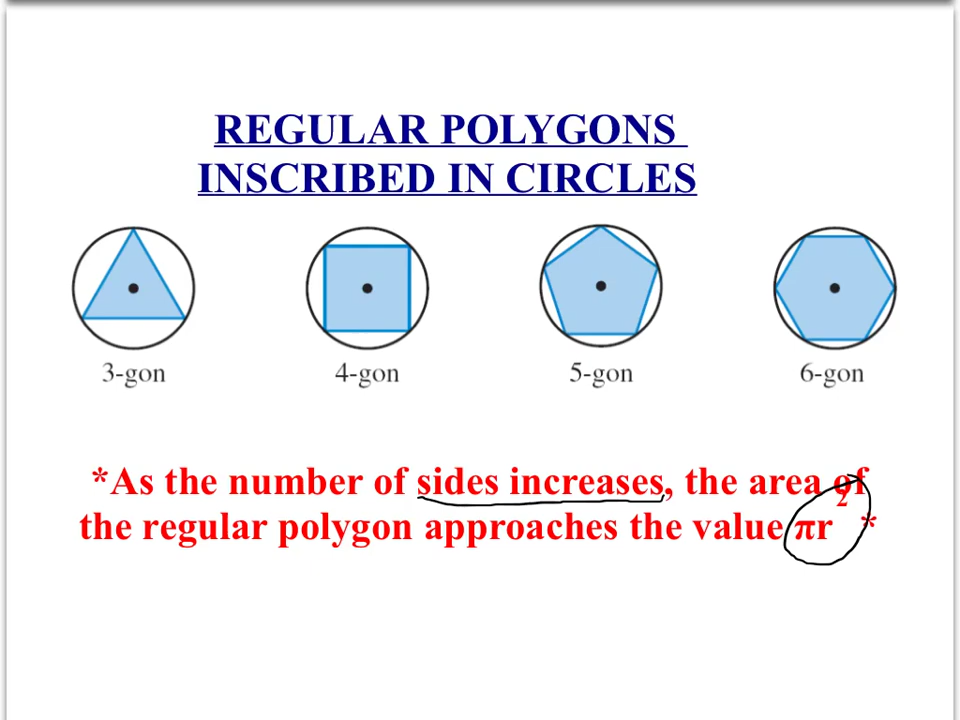 REGULAR POLYGONS
INSCRIBED IN CIRCLES
3-gon 4-gon 5-gon 6-gon
*As the number of sides increases, the area of
the regular polygon approaches the value πr² *